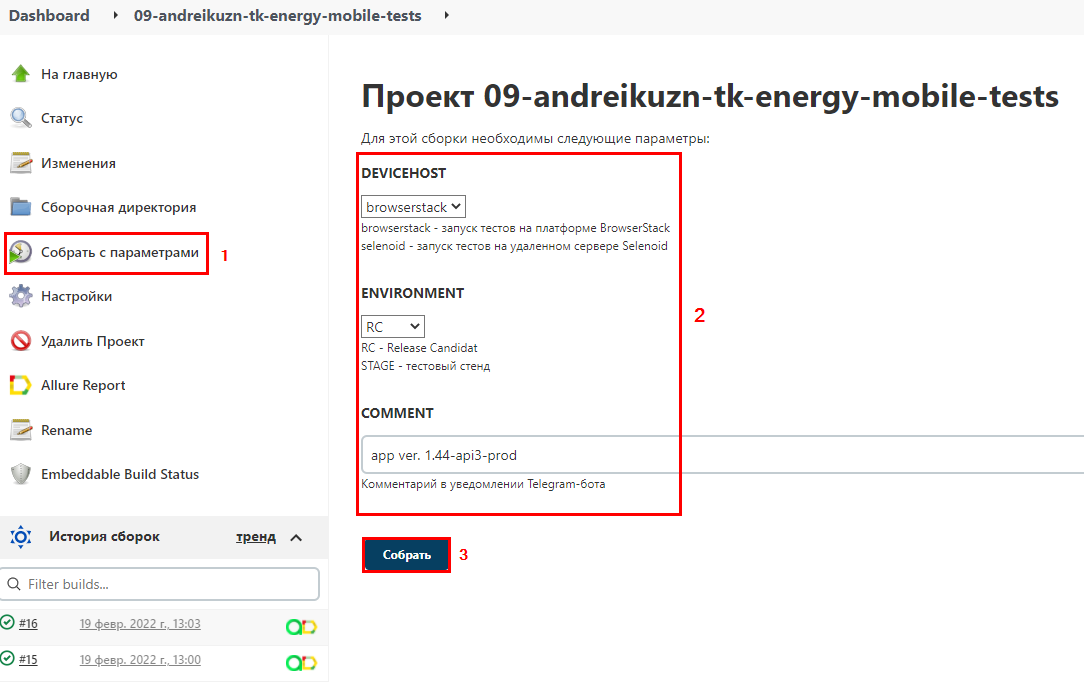 Dashboard
09-andreikuzn-tk-energy-mobile-tests
На главную
Статус
Изменения
Сборочная директория
Собрать с параметрами
1
Настройки
Удалить Проект
Allure Report
Rename
Embeddable Build Status
История сборок
тренд
Filter builds...
#16
19 февр. 2022 г., 13:03
#15
19 февр. 2022 г., 13:00
Проект 09-andreikuzn-tk-energy-mobile-tests
Для этой сборки необходимы следующие параметры:
DEVICEHOST
browserstack
browserstack - запуск тестов на платформе BrowserStack
selenoid - запуск тестов на удаленном сервере Selenoid
ENVIRONMENT
RC
RC - Release Candidat
STAGE - тестовый стенд
2
COMMENT
app ver. 1.44-api3-prod
Комментарий в уведомлении Telegram-бота
Собрать
3